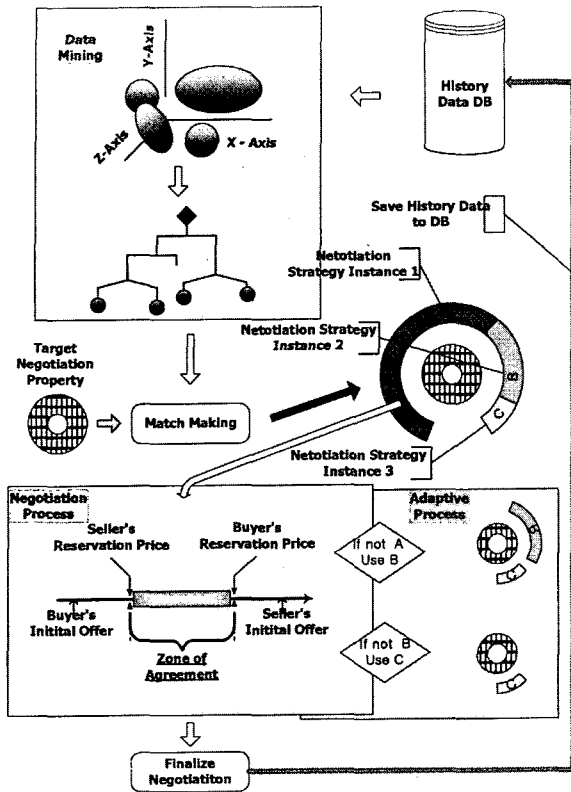 Data
Mining
Y-Axis
Z-Axis
X - Axis
History
Data DB
Save History Data
to DB
Netotiation
Strategy Instance 1
Netotiation Strategy
Instance 2
B
C
Netotiation Strategy
Instance 3
Target
Negotiation
Property
Match Making
Negotiation
Process
Seller's
Reservation Price
Buyer's
Reservation Price
Buyer's
Initital Offer
Seller's
Initital Offer
Zone of
Agreement
Adaptive
Process
If not A
Use B
B
C
If not B
Use C
C
Finalize
Negotiatiton